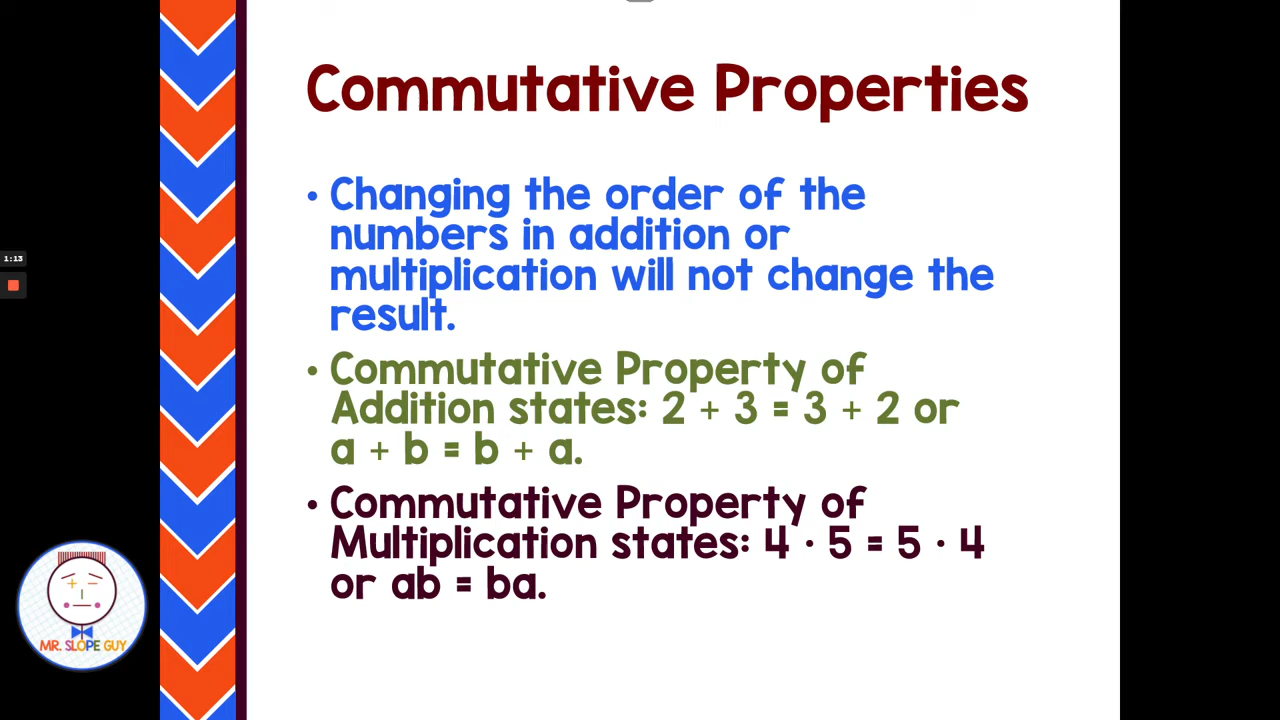 Commutative Properties
• Changing the order of the
numbers in addition or
multiplication will not change the
result.
• Commutative Property of
Addition states: 2 + 3 = 3 + 2 or
a + b = b + a.
• Commutative Property of
Multiplication states: 4 · 5 = 5 · 4
or ab = ba.
1:13
MR. SLOPE GUY